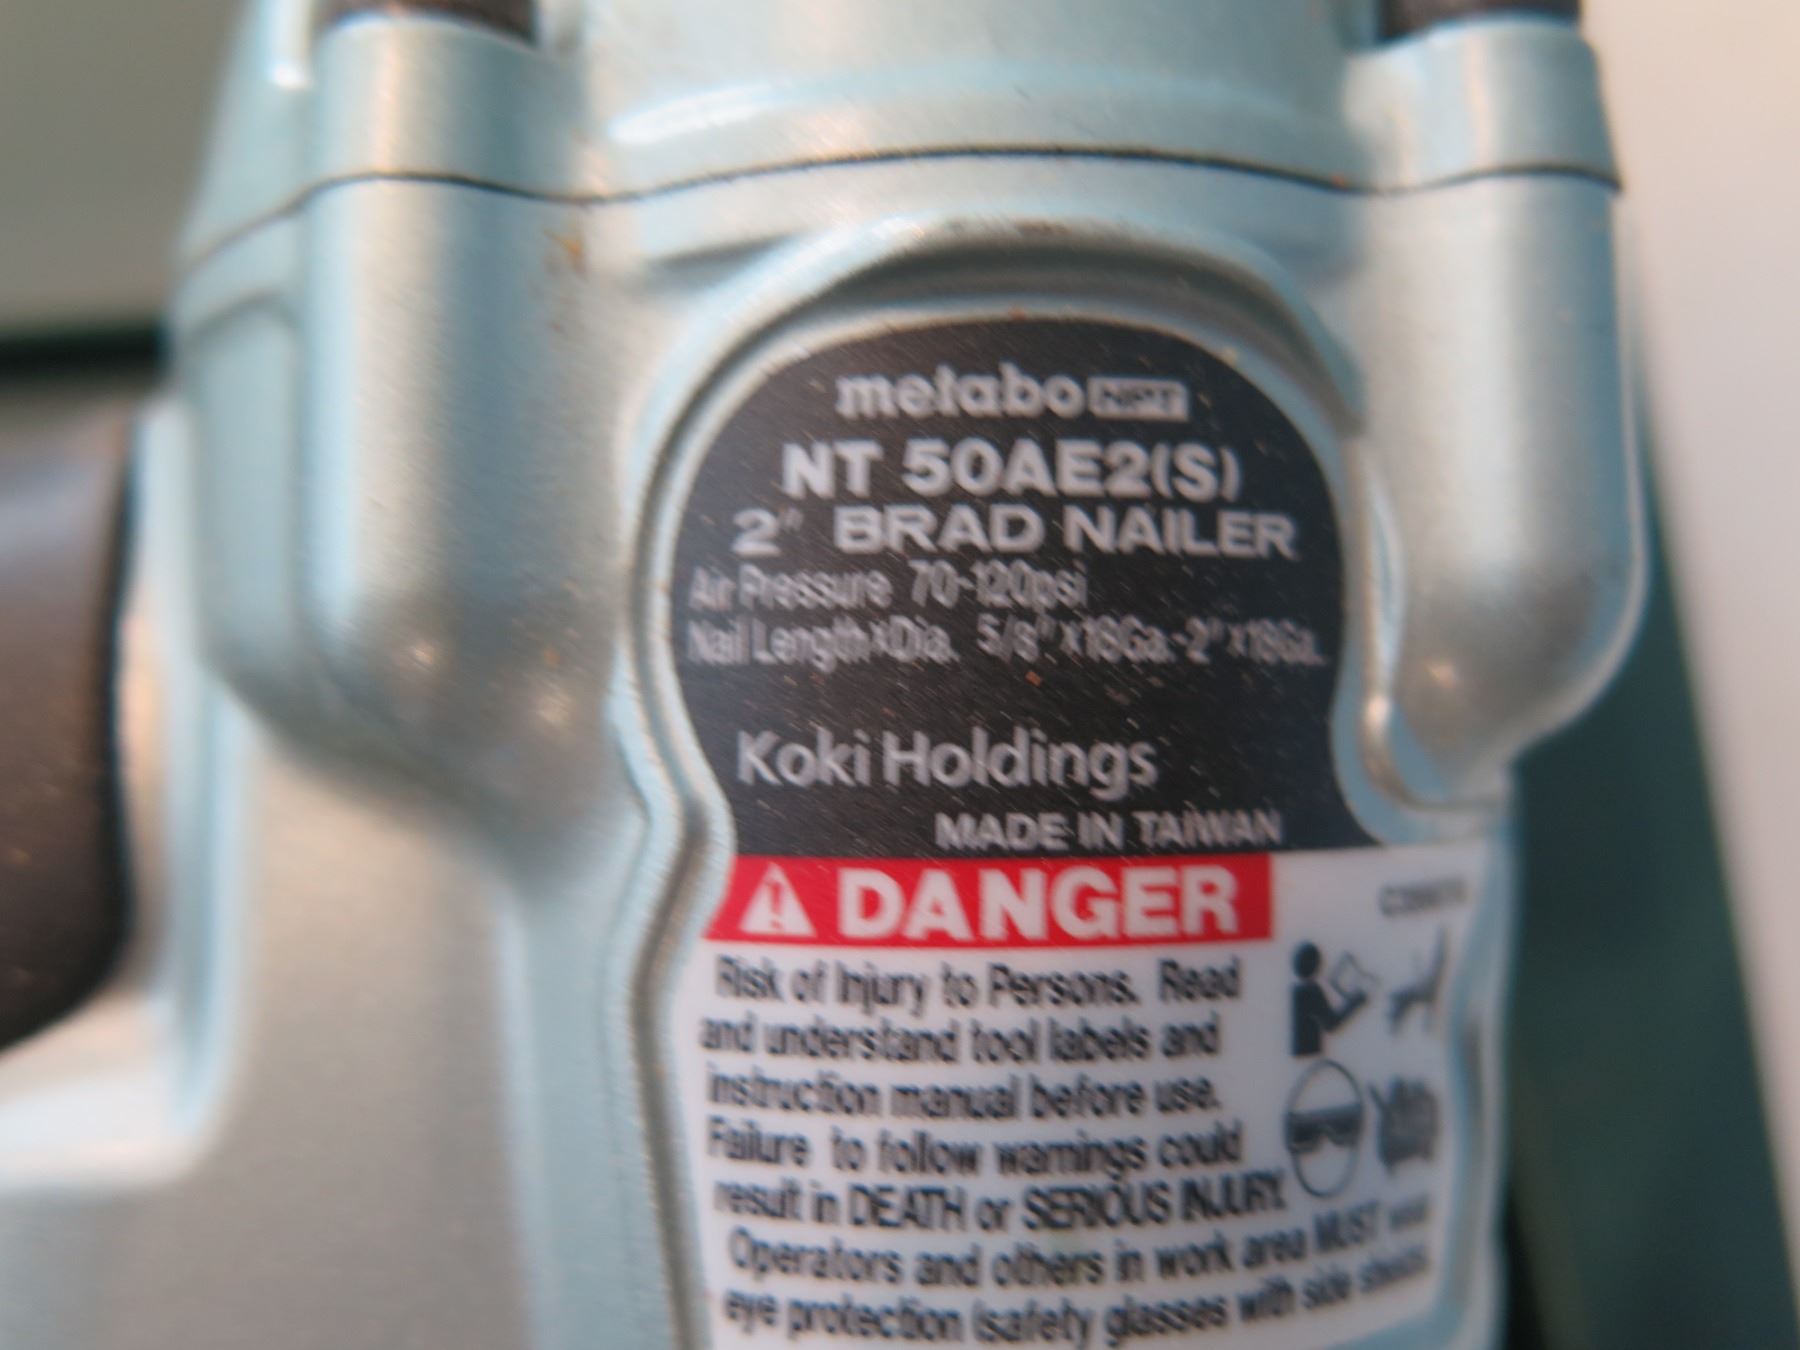 metabo HPT
NT 50AE2(S)
2" BRAD NAILER
Air Pressure 70-120psi
Nail Length×Dia. 5/8"×18Ga.-2"×18Ga.
Koki Holdings
MADE IN TAIWAN
DANGER
Risk of Injury to Persons. Read
and understand tool labels and
instruction manual before use.
Failure to follow warnings could
result in DEATH or SERIOUS INJURY.
Operators and others in work area MUST wear
eye protection (safety glasses with side shields